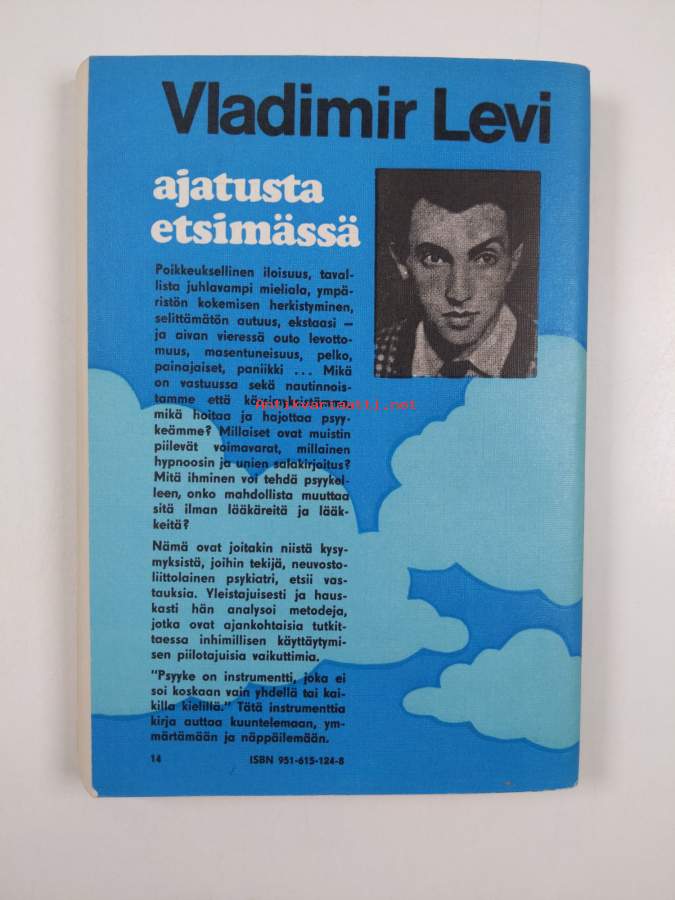 Vladimir Levi
ajatusta
etsimässä
Poikkeuksellinen iloisuus, taval-
lista juhlavampi mieliala, ympä-
ristön kokemisen herkistyminen,
selittämätön autuus, ekstaasi —
ja aivan vieressä outo levotto-
muus, masentuneisuus, pelko,
painajaiset, paniikki ... Mikä
on vastuussa sekä nautinnois-
tamme että
Antikvariaatti.net
mikä hoitaa ja hajottaa psyy-
keämme? Millaiset ovat muistin
piilevät voimavarat, millainen
hypnoosin ja unien salakirjoitus?
Mitä ihminen voi tehdä psyykel-
leen, onko mahdollista muuttaa
sitä ilman lääkäreitä ja lääk-
keitä?
Nämä ovat joitakin niistä kysy-
myksistä, joihin tekijä, neuvosto-
liittolainen psykiatri, etsii vas-
tauksia. Yleistajuisesti ja haus-
kasti hän analysoi metodeja,
jotka ovat ajankohtaisia tutkit-
taessa inhimillisen käyttäytymi-
sen piilotajuisia vaikuttimia.
"Psyyke on instrumentti, joka ei
soi koskaan vain yhdellä tai kai-
killa kielillä." Tätä instrumenttia
kirja auttaa kuuntelemaan, ym-
märtämään ja näppäilemään.
14 ISBN 951-615-124-8